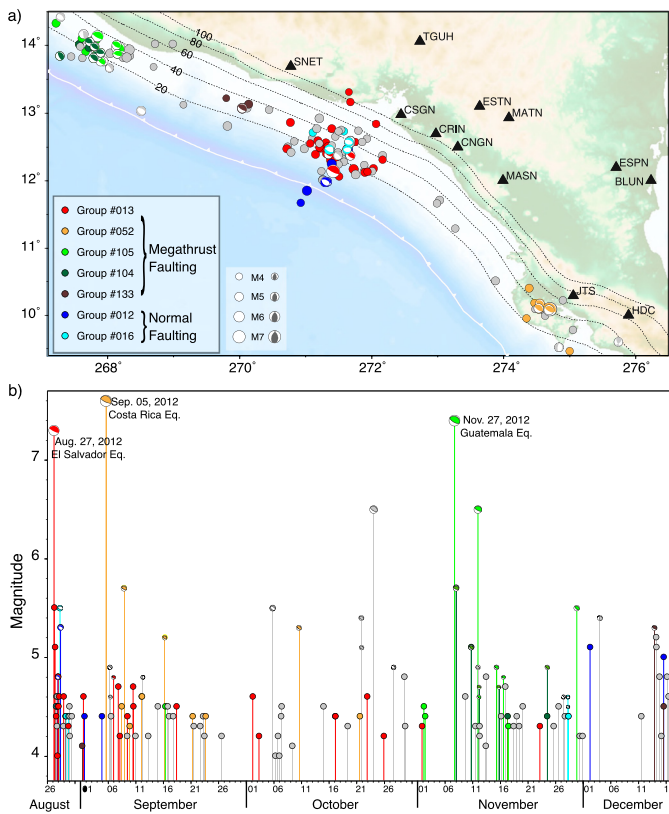 a)
14°
13°
12°
11°
10°
100
80
60
40
20
SNET
TGUH
CSGN
ESTN
MATN
CRIN
CNGN
MASN
ESPN
BLUN
JTS
HDC
Group #013
Group #052
Group #105
Group #104
Group #133
Group #012
Group #016
Megathrust
Faulting
Normal
Faulting
M4
M5
M6
M7
268°
270°
272°
274°
276°
b)
Sep. 05, 2012
Costa Rica Eq.
Aug. 27, 2012
El Salvador Eq.
Nov. 27, 2012
Guatemala Eq.
Magnitude
7
6
5
4
26 01 06 11 16 21 26 01 06 11 16 21 26 01 06 11 16 21 26 01 06 11
August September October November December